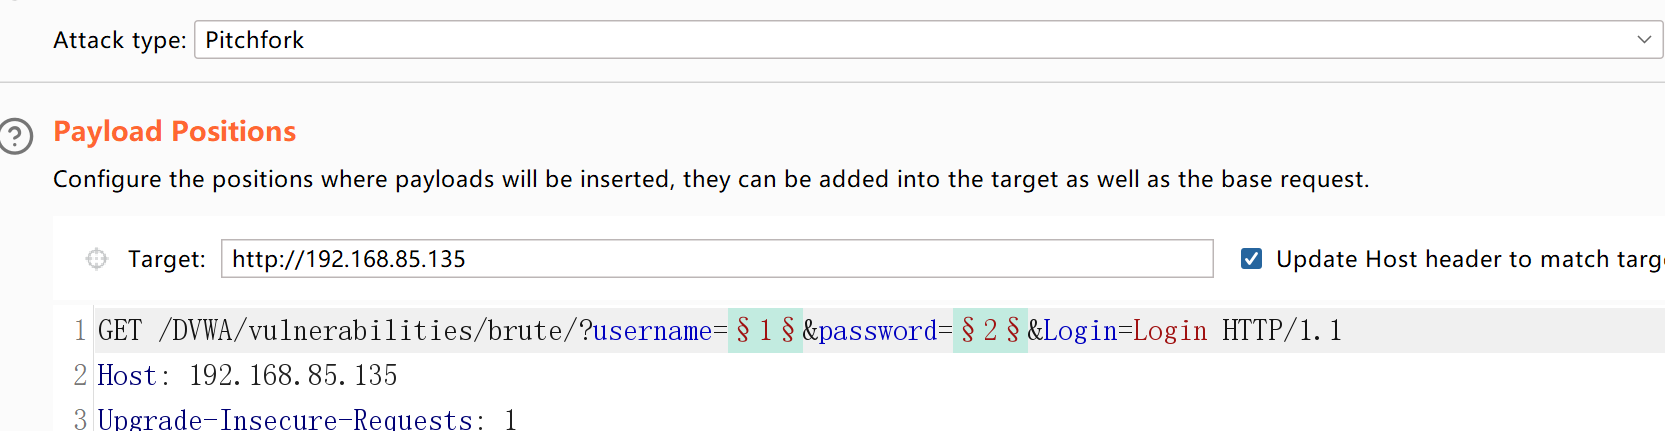 Attack type: Pitchfork
Payload Positions
Configure the positions where payloads will be inserted, they can be added into the target as well as the base request.
Target: http://192.168.85.135 Update Host header to match targ
1 GET /DVWA/vulnerabilities/brute/?username=§1§&password=§2§&Login=Login HTTP/1.1
2 Host: 192.168.85.135
3 Upgrade-Insecure-Requests: 1